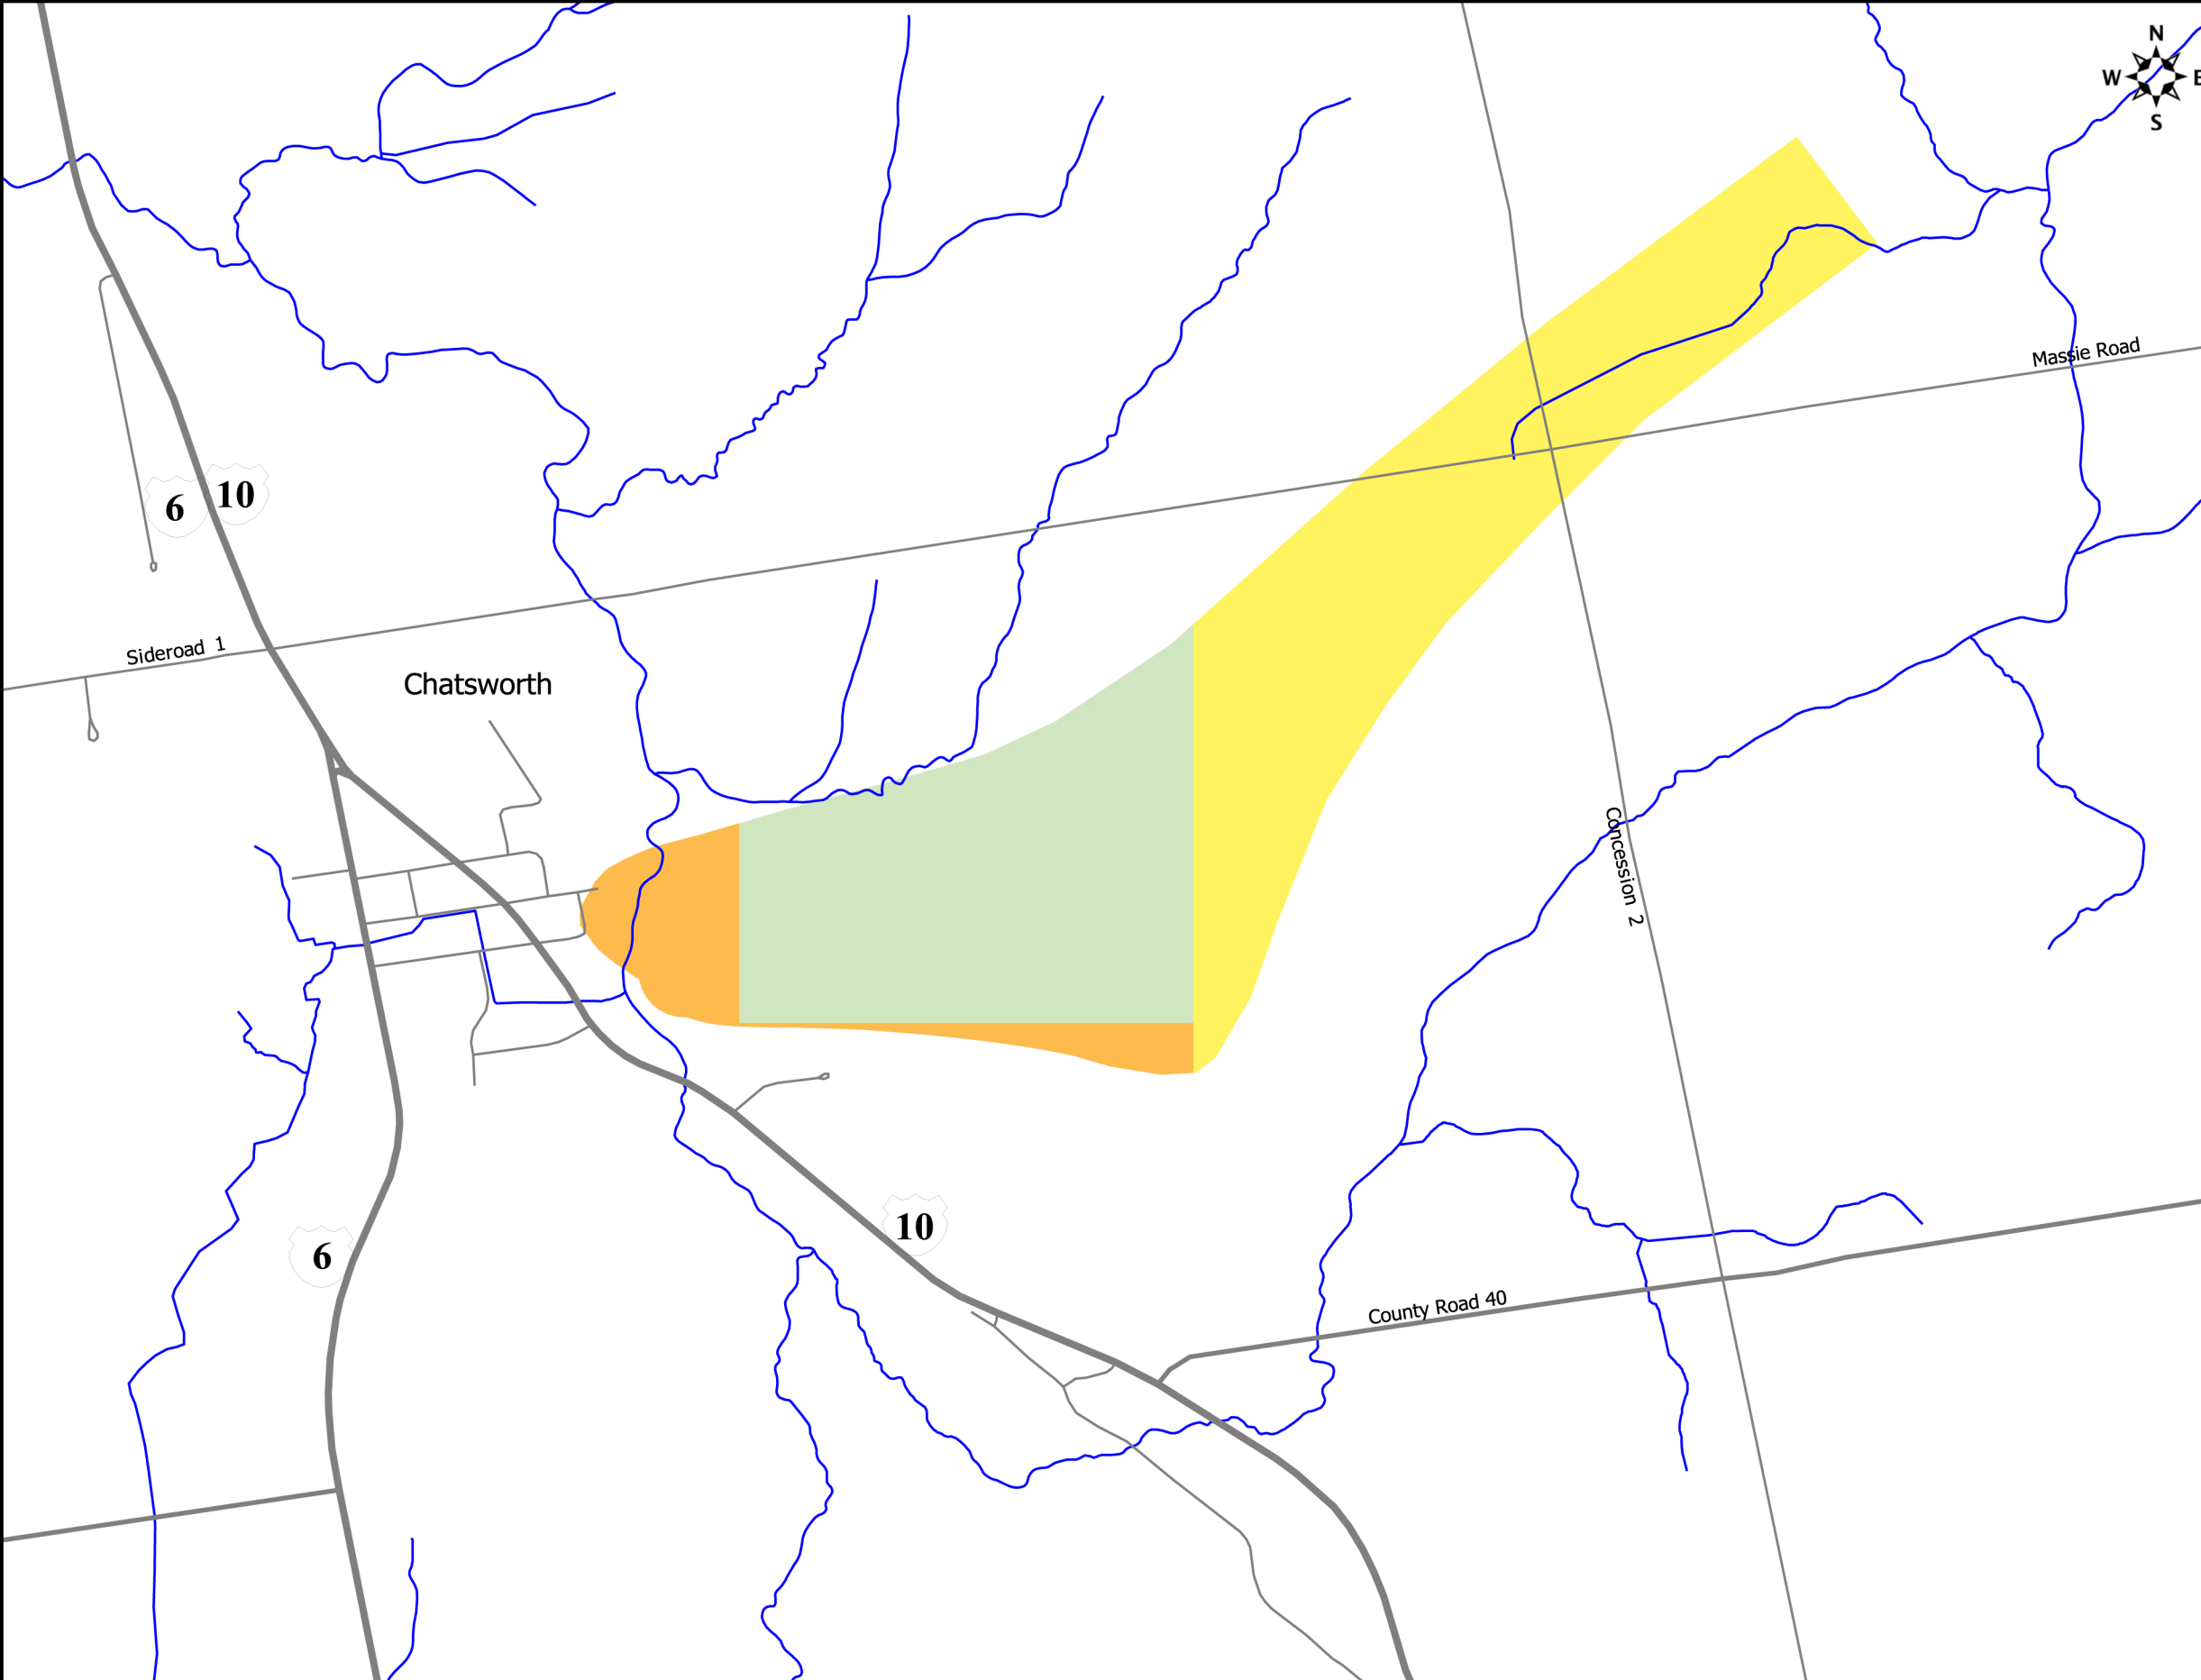 N
W E
S
Massie Road
6 10
Sideroad 1
Chatsworth
Concession 2
10
6
County Road 40